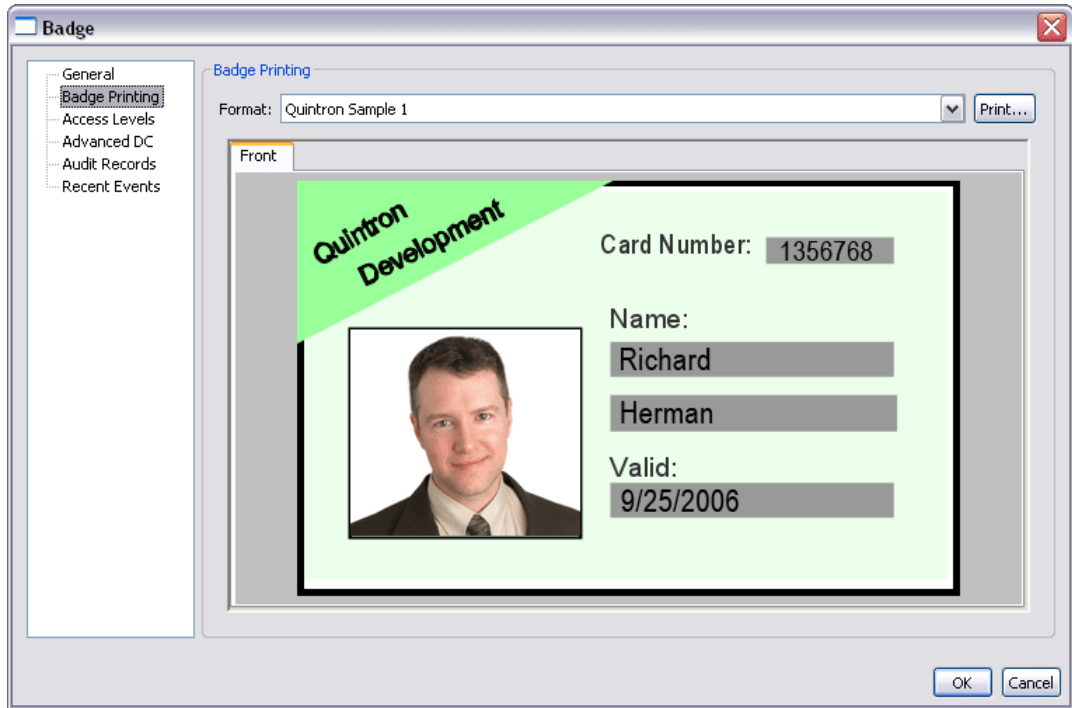 Badge
General
Badge Printing
Access Levels
Advanced DC
Audit Records
Recent Events
Badge Printing
Format: Quintron Sample 1 Print...
Front
Quintron
Development
Card Number: 1356768
Name:
Richard
Herman
Valid:
9/25/2006
OK Cancel